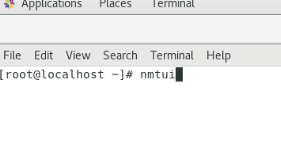 Applications Places Terminal
File Edit View Search Terminal Help
[root@localhost ~]# nmtui